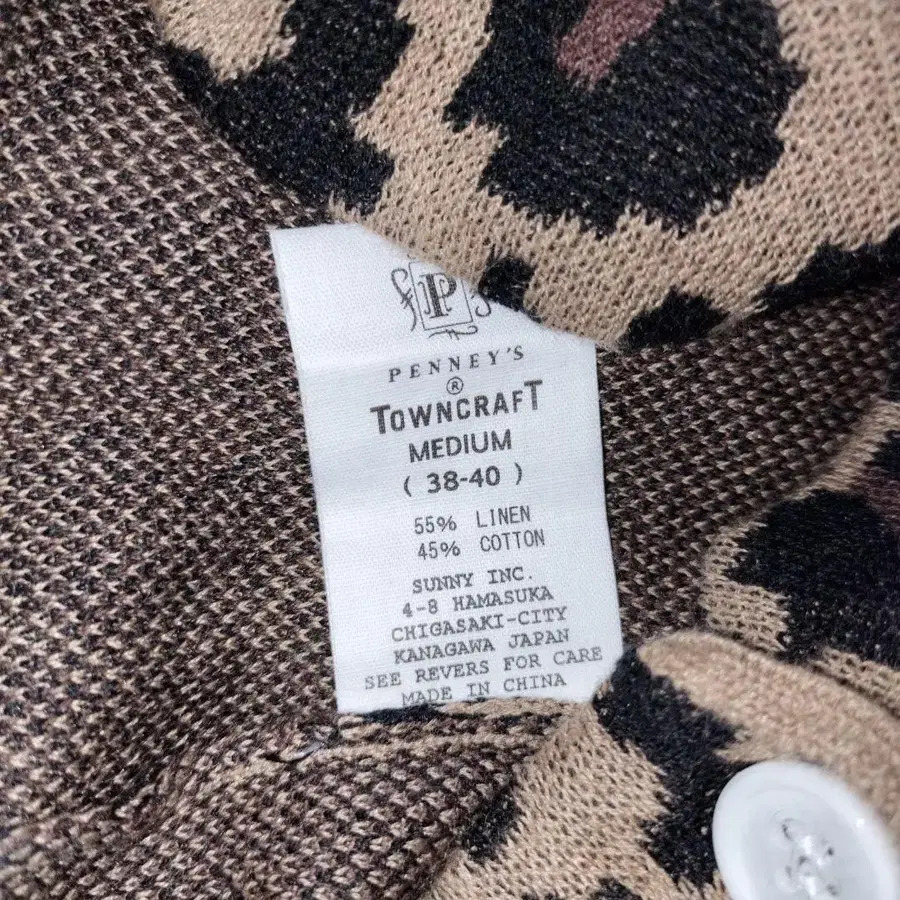 P
PENNEY'S
®
TOWNCRAFT
MEDIUM
( 38-40 )
55% LINEN
45% COTTON
SUNNY INC.
4-8 HAMASUKA
CHIGASAKI-CITY
KANAGAWA JAPAN
SEE REVERS FOR CARE
MADE IN CHINA